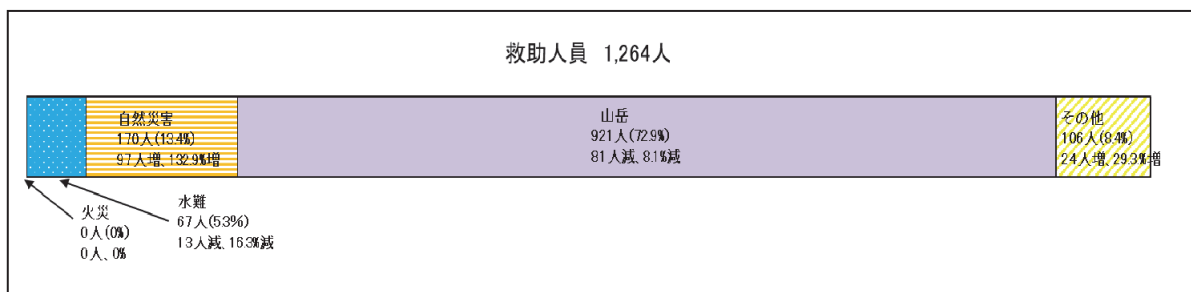 救助人員 1,264人
自然災害
170人(13.4%)
97人増、132.9%増
山岳
921人(72.9%)
81人減、8.1%減
その他
106人(8.4%)
24人増、29.3%増
火災
0人(0%)
0人、0%
水難
67人(5.3%)
13人減、16.3%減